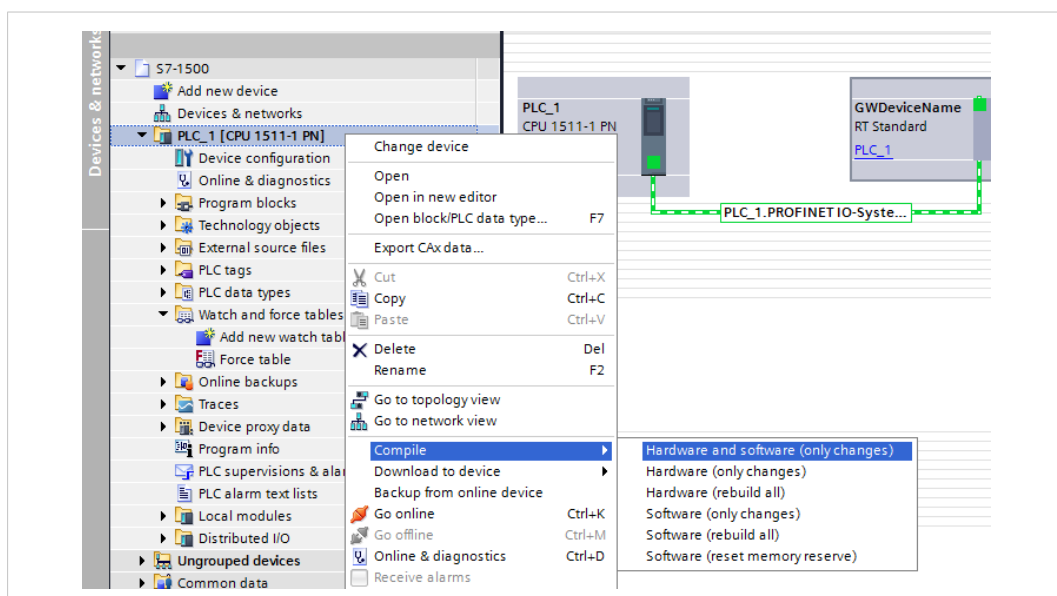 Devices & networks
S7-1500
Add new device
Devices & networks
PLC_1 [CPU 1511-1 PN]
Device configuration
Online & diagnostics
Program blocks
Technology objects
External source files
PLC tags
PLC data types
Watch and force tables
Add new watch tabl
Force table
Online backups
Traces
Device proxy data
Program info
PLC supervisions & alar
PLC alarm text lists
Local modules
Distributed I/O
Ungrouped devices
Common data
Change device
Open
Open in new editor
Open block/PLC data type... F7
Export CAx data...
Cut Ctrl+X
Copy Ctrl+C
Paste Ctrl+V
Delete Del
Rename F2
Go to topology view
Go to network view
Compile
Download to device
Backup from online device
Go online Ctrl+K
Go offline Ctrl+M
Online & diagnostics Ctrl+D
Receive alarms
Hardware and software (only changes)
Hardware (only changes)
Hardware (rebuild all)
Software (only changes)
Software (rebuild all)
Software (reset memory reserve)
PLC_1
CPU 1511-1 PN
GWDeviceName
RT Standard
PLC_1
PLC_1.PROFINET IO-Syste...